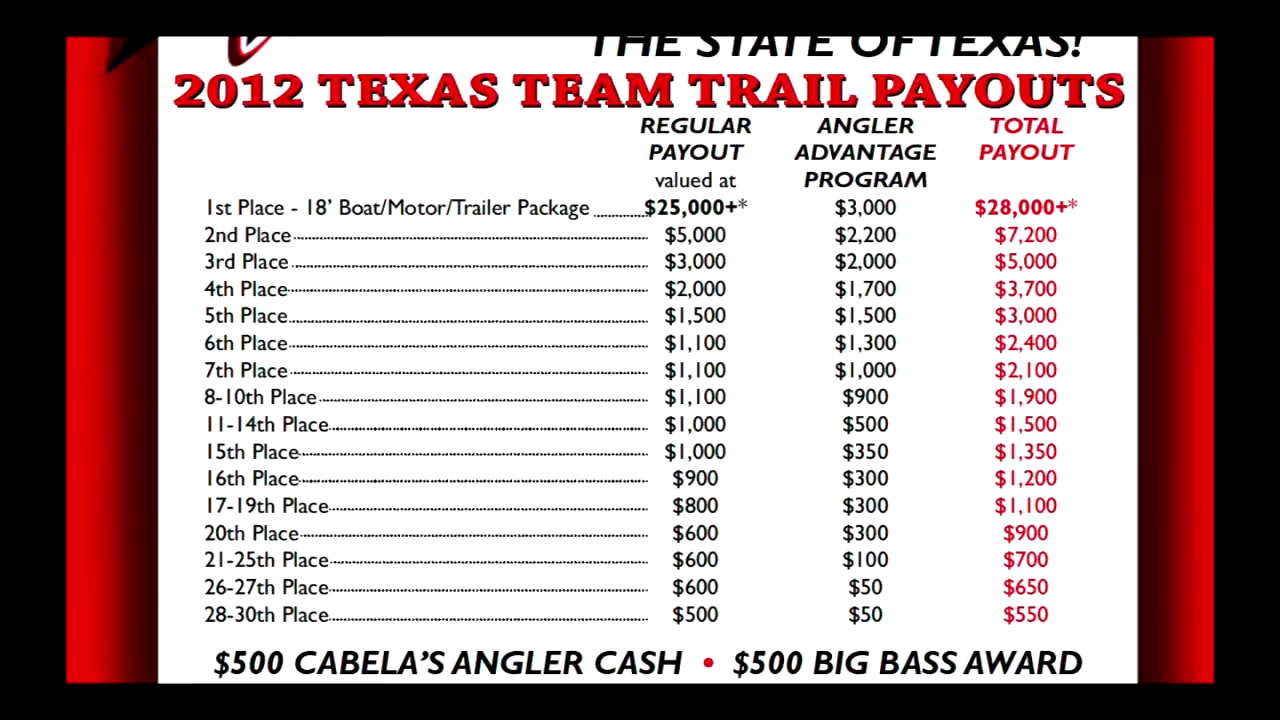 THE STATE OF TEXAS!
2012 TEXAS TEAM TRAIL PAYOUTS
REGULAR PAYOUT valued at ANGLER ADVANTAGE PROGRAM TOTAL PAYOUT
1st Place - 18' Boat/Motor/Trailer Package $25,000+* $3,000 $28,000+*
2nd Place $5,000 $2,200 $7,200
3rd Place $3,000 $2,000 $5,000
4th Place $2,000 $1,700 $3,700
5th Place $1,500 $1,500 $3,000
6th Place $1,100 $1,300 $2,400
7th Place $1,100 $1,000 $2,100
8-10th Place $1,100 $900 $1,900
11-14th Place $1,000 $500 $1,500
15th Place $1,000 $350 $1,350
16th Place $900 $300 $1,200
17-19th Place $800 $300 $1,100
20th Place $600 $300 $900
21-25th Place $600 $100 $700
26-27th Place $600 $50 $650
28-30th Place $500 $50 $550
$500 CABELA'S ANGLER CASH • $500 BIG BASS AWARD